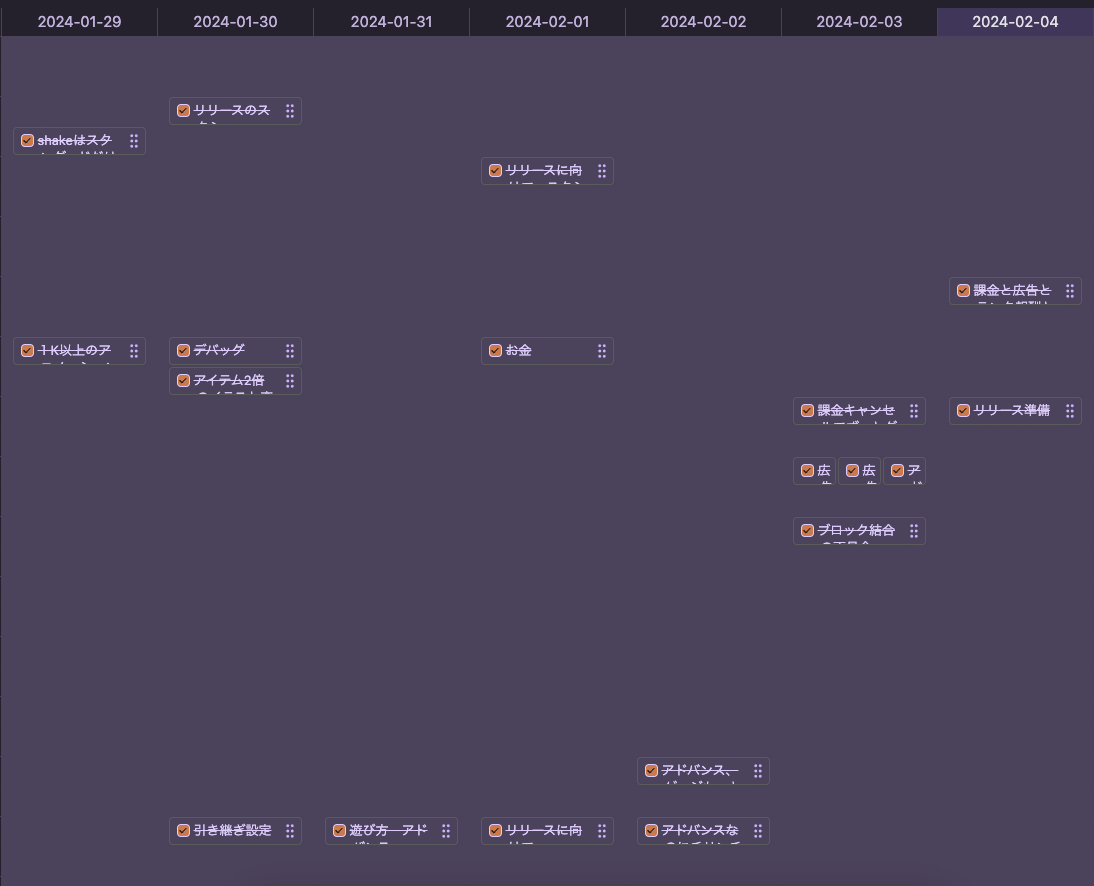 2024-01-29
2024-01-30
2024-01-31
2024-02-01
2024-02-02
2024-02-03
2024-02-04
リリースのス
shakeはスタ
リリースに向
課金と広告と
1K以上のア
デバッグ
お金
アイテム2倍
課金キャンセ
リリース準備
広
広
ア
ブロック結合
アドバンス、
引き継ぎ設定
遊び方 アド
リリースに向
アドバンスな